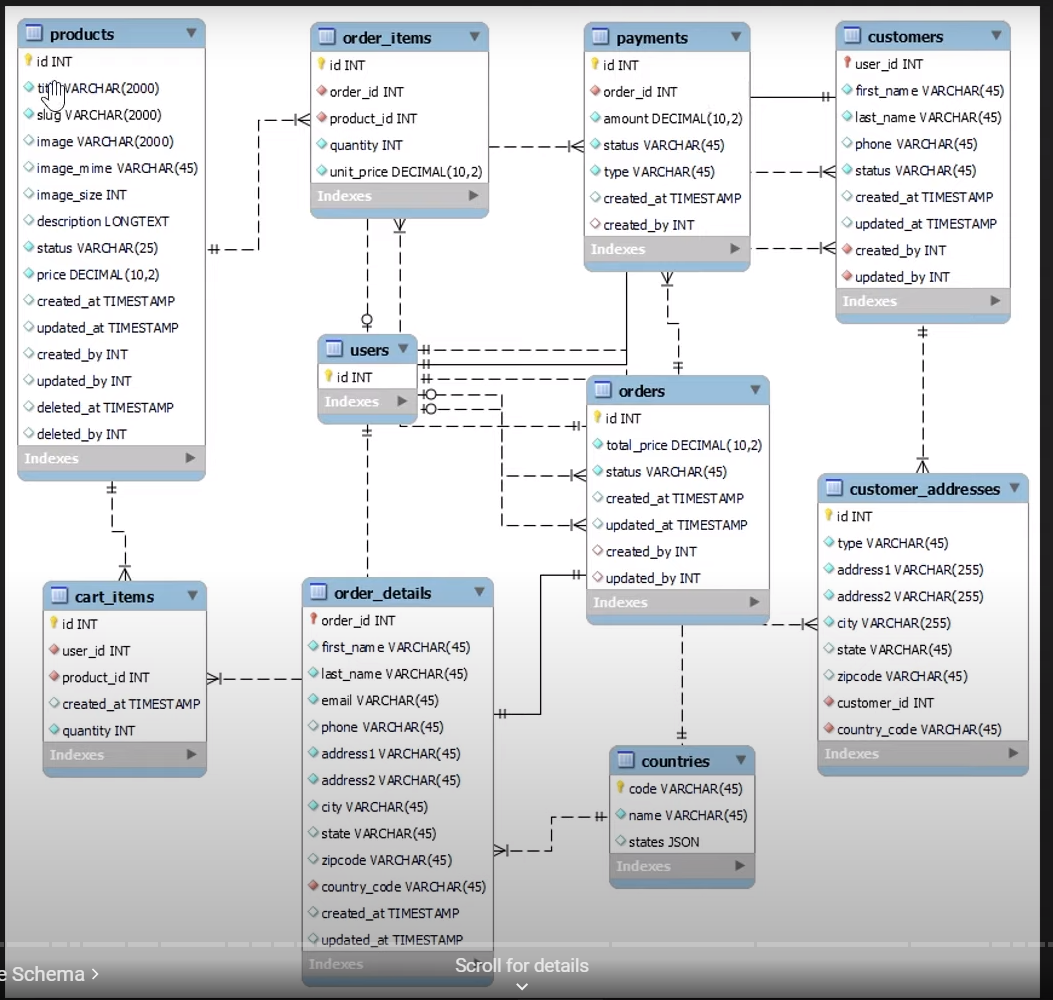 products
id INT
VARCHAR(2000)
slug VARCHAR(2000)
image VARCHAR(2000)
image_mime VARCHAR(45)
image_size INT
description LONGTEXT
status VARCHAR(25)
price DECIMAL(10,2)
created_at TIMESTAMP
updated_at TIMESTAMP
created_by INT
updated_by INT
deleted_at TIMESTAMP
deleted_by INT
Indexes
order_items
id INT
order_id INT
product_id INT
quantity INT
unit_price DECIMAL(10,2)
Indexes
payments
id INT
order_id INT
amount DECIMAL(10,2)
status VARCHAR(45)
type VARCHAR(45)
created_at TIMESTAMP
created_by INT
Indexes
customers
user_id INT
first_name VARCHAR(45)
last_name VARCHAR(45)
phone VARCHAR(45)
status VARCHAR(45)
created_at TIMESTAMP
updated_at TIMESTAMP
created_by INT
updated_by INT
Indexes
users
id INT
Indexes
orders
id INT
total_price DECIMAL(10,2)
status VARCHAR(45)
created_at TIMESTAMP
updated_at TIMESTAMP
created_by INT
updated_by INT
Indexes
customer_addresses
id INT
type VARCHAR(45)
address1 VARCHAR(255)
address2 VARCHAR(255)
city VARCHAR(255)
state VARCHAR(45)
zipcode VARCHAR(45)
customer_id INT
country_code VARCHAR(45)
Indexes
cart_items
id INT
user_id INT
product_id INT
created_at TIMESTAMP
quantity INT
Indexes
order_details
order_id INT
first_name VARCHAR(45)
last_name VARCHAR(45)
email VARCHAR(45)
phone VARCHAR(45)
address1 VARCHAR(45)
address2 VARCHAR(45)
city VARCHAR(45)
state VARCHAR(45)
zipcode VARCHAR(45)
country_code VARCHAR(45)
created_at TIMESTAMP
updated_at TIMESTAMP
Indexes
countries
code VARCHAR(45)
name VARCHAR(45)
states JSON
Indexes
e Schema >
Scroll for details